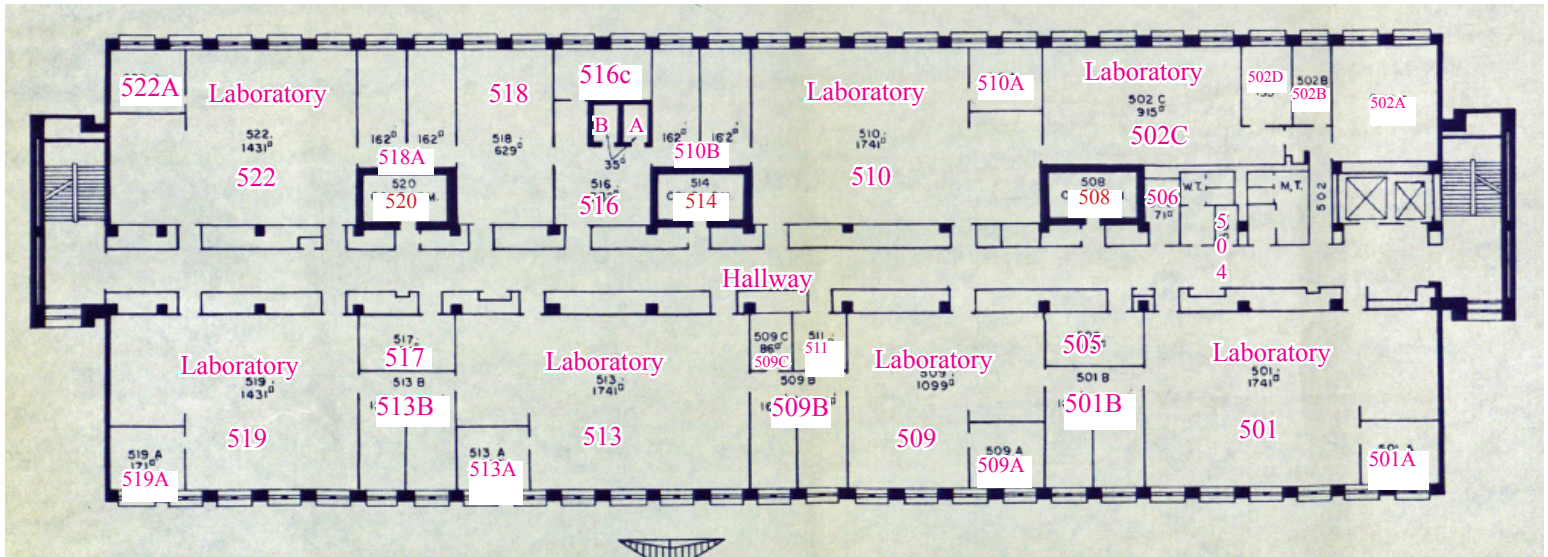 522A
Laboratory
522
1431
522
162
162
518A
520
M.
520
518
518
629
516c
B
A
35
516
516
162
162
510B
514
514
Laboratory
510
1741
510
510A
Laboratory
502 C
915
502C
502D
502 B
502B
502A
508
508
506
71
W.T.
M.T.
502
504
Hallway
Laboratory
519
1431
519
519 A
171
519A
517
517
513 B
513B
513 A
513A
Laboratory
513
1741
513
509 C
86
509C
511
511
509 B
509B
Laboratory
509
1099
509
509 A
509A
505
501 B
501B
Laboratory
501
1741
501
501A